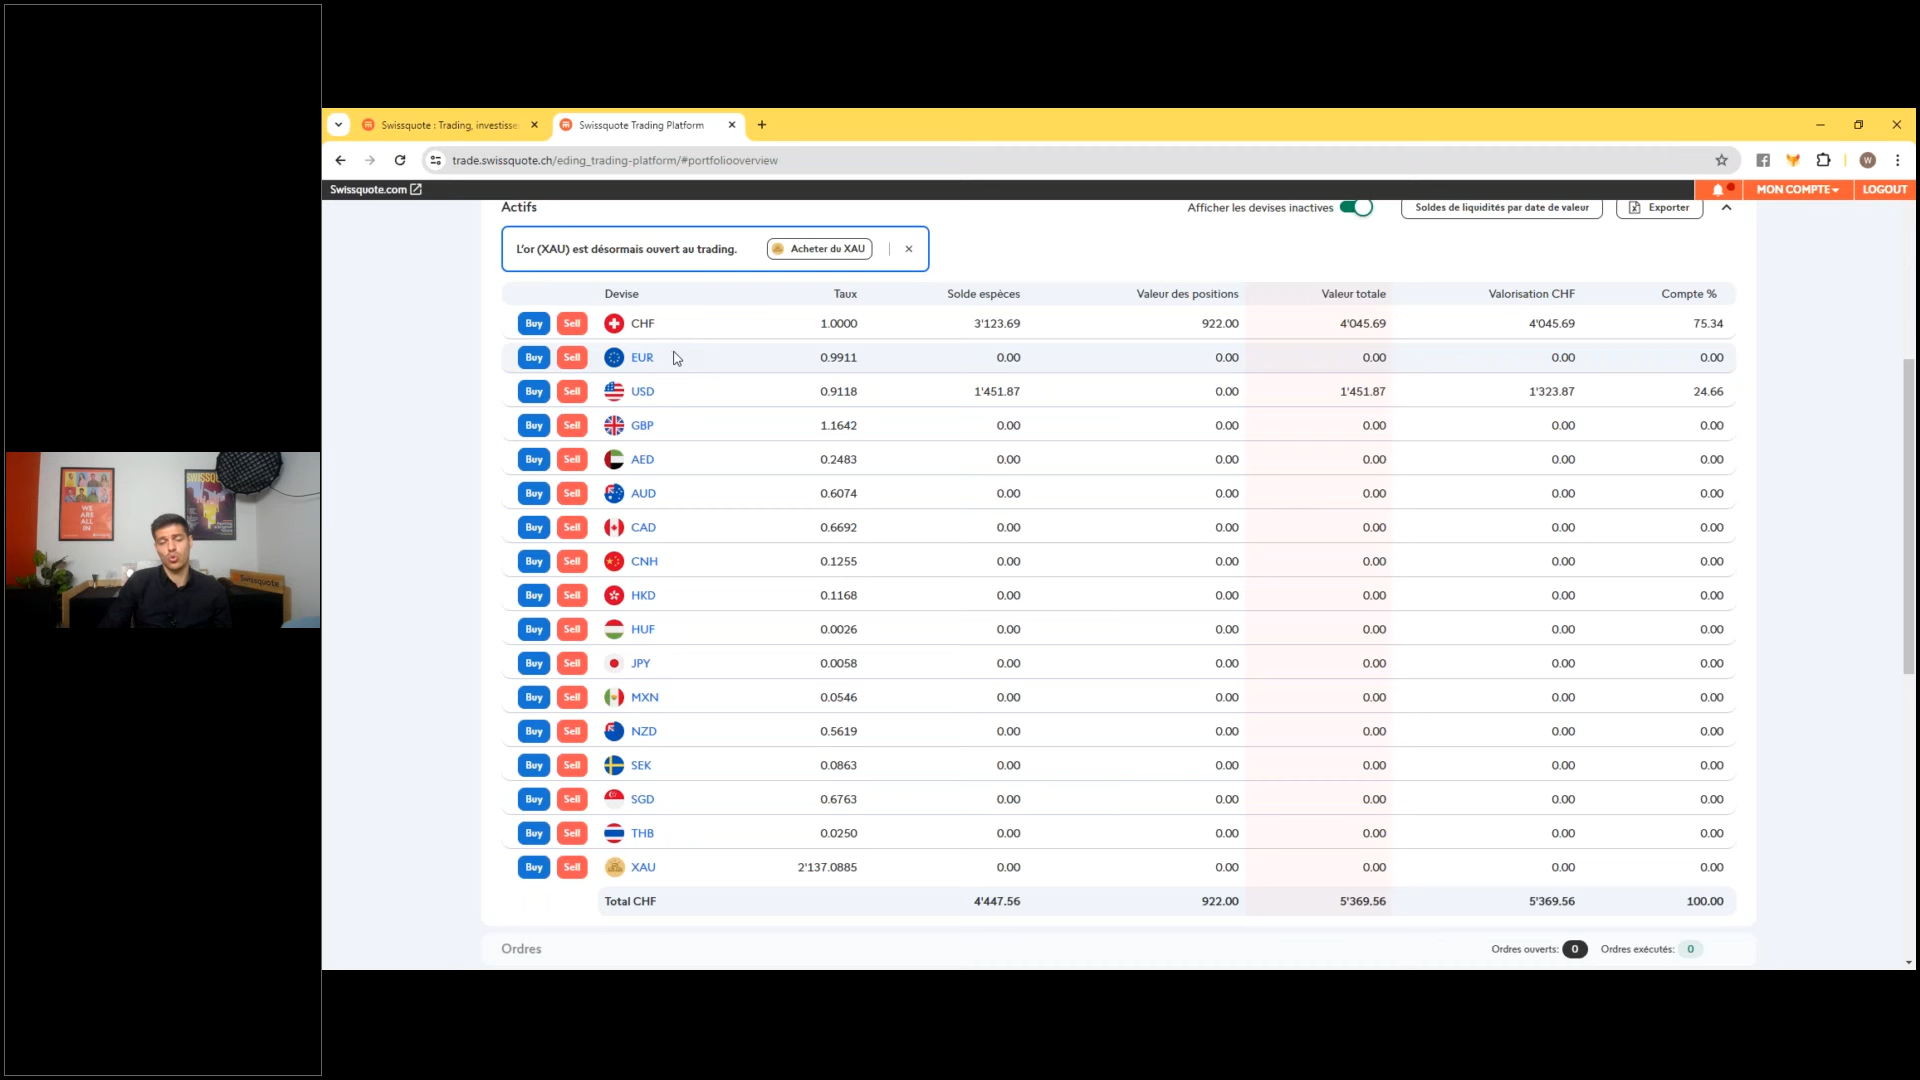 Swissquote : Trading, investisse
Swissquote Trading Platform
trade.swissquote.ch/eding_trading-platform/#portfoliooverview
W
Swissquote.com
MON COMPTE
LOGOUT
Actifs
Afficher les devises inactives
Soldes de liquidités par date de valeur
Exporter
L'or (XAU) est désormais ouvert au trading.
Acheter du XAU
Devise Taux Solde espèces Valeur des positions Valeur totale Valorisation CHF Compte %
Buy Sell CHF 1.0000 3'123.69 922.00 4'045.69 4'045.69 75.34
Buy Sell EUR 0.9911 0.00 0.00 0.00 0.00 0.00
Buy Sell USD 0.9118 1'451.87 0.00 1'451.87 1'323.87 24.66
Buy Sell GBP 1.1642 0.00 0.00 0.00 0.00 0.00
Buy Sell AED 0.2483 0.00 0.00 0.00 0.00 0.00
Buy Sell AUD 0.6074 0.00 0.00 0.00 0.00 0.00
Buy Sell CAD 0.6692 0.00 0.00 0.00 0.00 0.00
Buy Sell CNH 0.1255 0.00 0.00 0.00 0.00 0.00
Buy Sell HKD 0.1168 0.00 0.00 0.00 0.00 0.00
Buy Sell HUF 0.0026 0.00 0.00 0.00 0.00 0.00
Buy Sell JPY 0.0058 0.00 0.00 0.00 0.00 0.00
Buy Sell MXN 0.0546 0.00 0.00 0.00 0.00 0.00
Buy Sell NZD 0.5619 0.00 0.00 0.00 0.00 0.00
Buy Sell SEK 0.0863 0.00 0.00 0.00 0.00 0.00
Buy Sell SGD 0.6763 0.00 0.00 0.00 0.00 0.00
Buy Sell THB 0.0250 0.00 0.00 0.00 0.00 0.00
Buy Sell XAU 2'137.0885 0.00 0.00 0.00 0.00 0.00
Total CHF 4'447.56 922.00 5'369.56 5'369.56 100.00
Ordres
Ordres ouverts: 0 Ordres exécutés: 0
WE
ARE
ALL
IN
SWISSQU
Swissquote